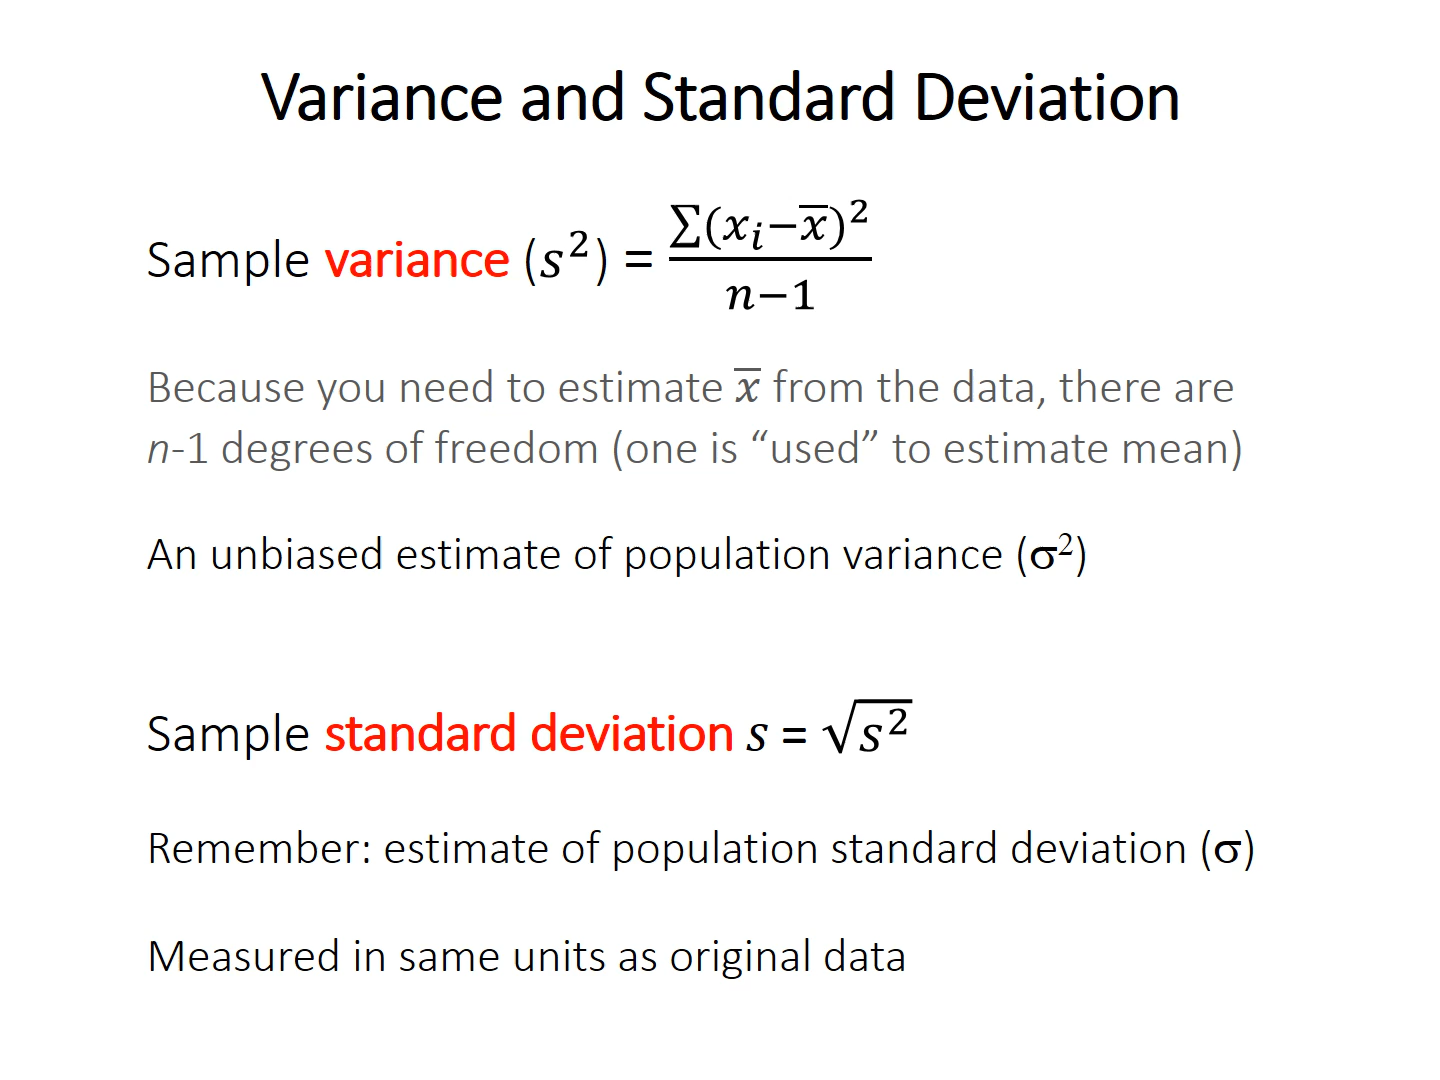 Variance and Standard Deviation
Sample variance (s²) = ∑(xᵢ−x̅)² / n−1
Because you need to estimate x̅ from the data, there are
n-1 degrees of freedom (one is “used” to estimate mean)
An unbiased estimate of population variance (σ²)
Sample standard deviation s = √s²
Remember: estimate of population standard deviation (σ)
Measured in same units as original data